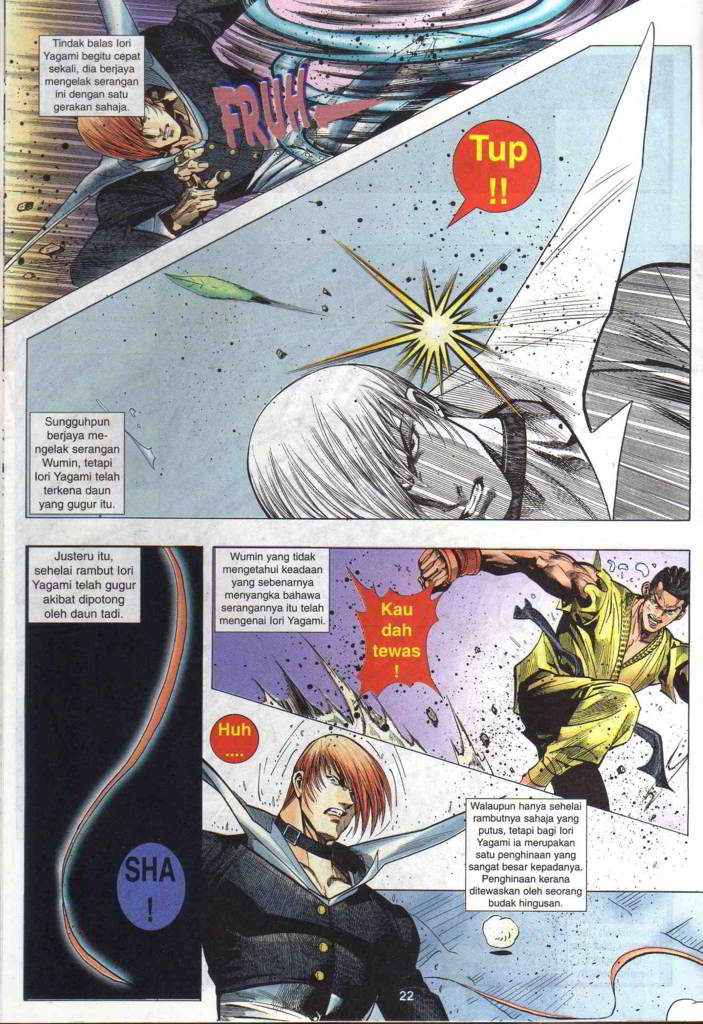 Tindak balas Iori
Yagami begitu cepat
sekali, dia berjaya
mengelak serangan
ini dengan satu
gerakan sahaja.
FRUH
Tup
!!
Sungguhpun
berjaya me-
ngelak serangan
Wumin, tetapi
Iori Yagami telah
terkena daun
yang gugur itu.
Justeru itu,
sehelai rambut Iori
Yagami telah gugur
akibat dipotong
oleh daun tadi.
SHA
!
Wumin yang tidak
mengetahui keadaan
yang sebenarnya
menyangka bahawa
serangannya itu telah
mengenai Iori Yagami.
Kau
dah
tewas
!
Huh
....
Walaupun hanya sehelai
rambutnya sahaja yang
putus, tetapi bagi Iori
Yagami ia merupakan
satu penghinaan yang
sangat besar kepadanya.
Penghinaan kerana
ditewaskan oleh seorang
budak hingusan.
22